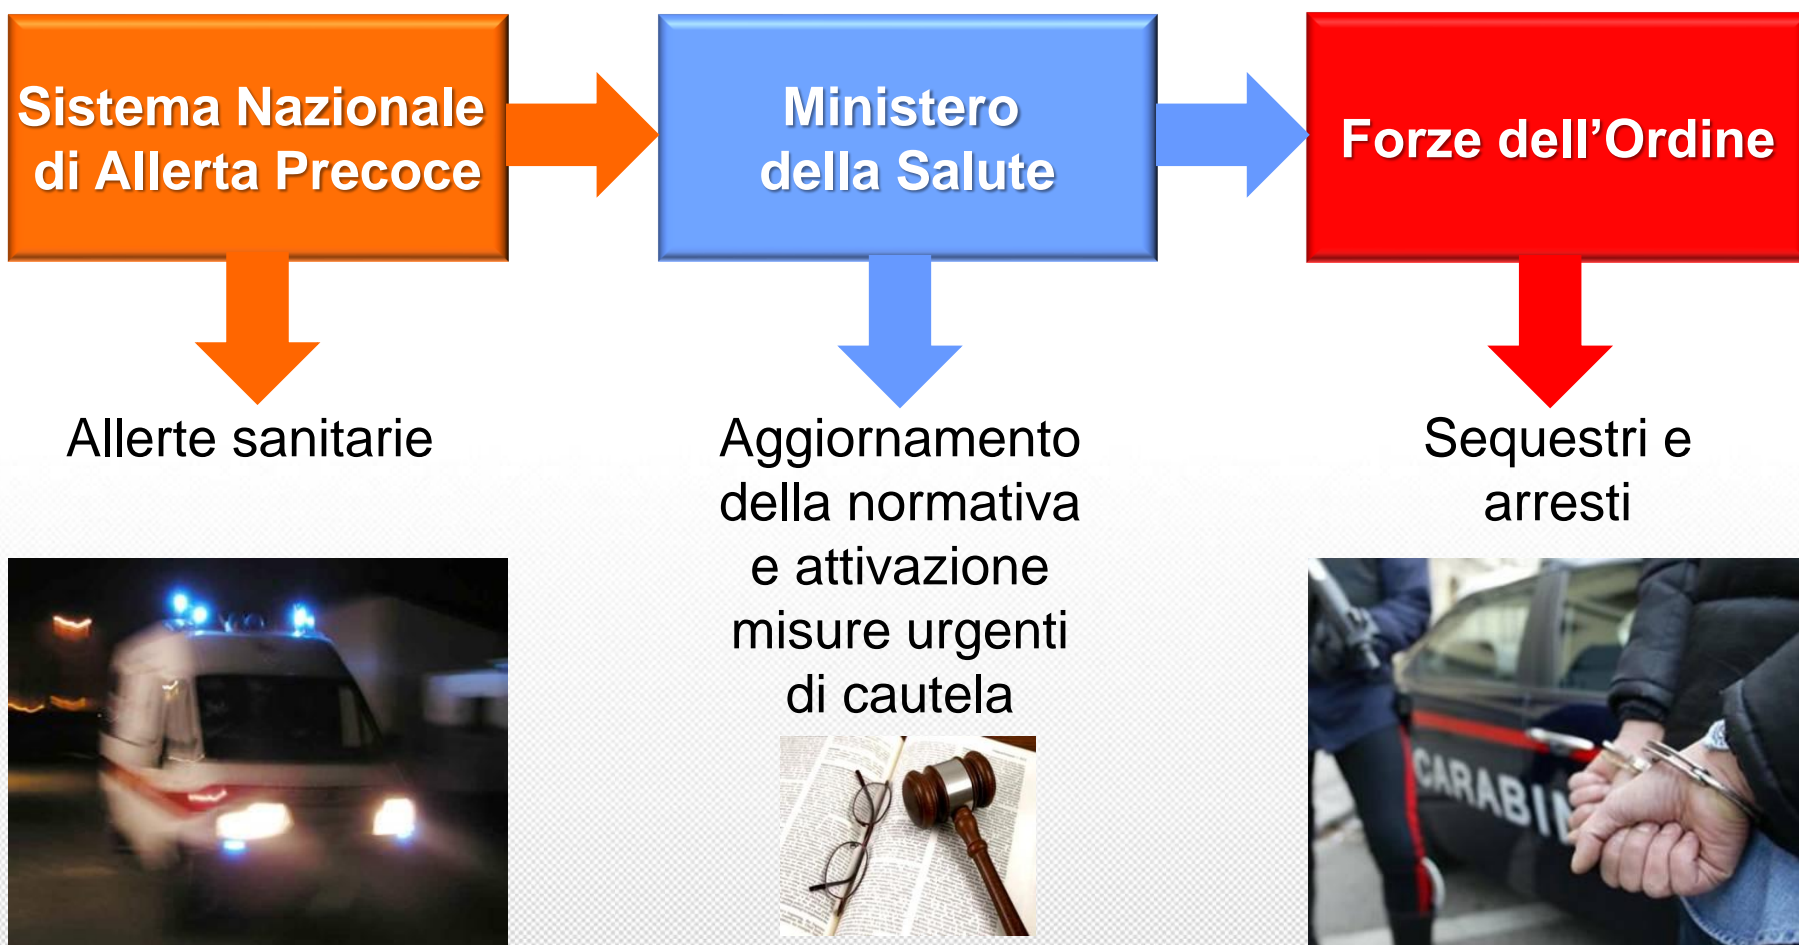 Sistema Nazionale
di Allerta Precoce
Ministero
della Salute
Forze dell’Ordine
Allerte sanitarie
Aggiornamento
della normativa
e attivazione
misure urgenti
di cautela
Sequestri e
arresti